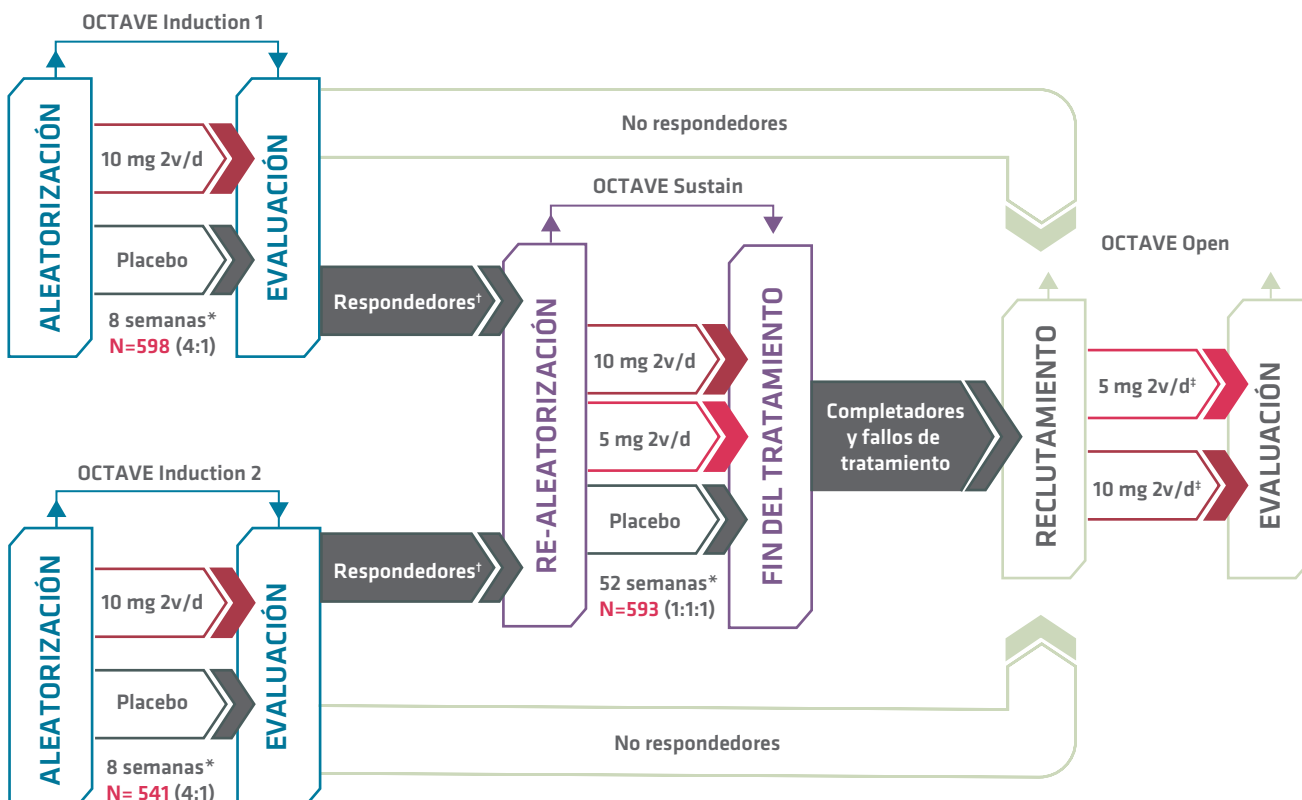 OCTAVE Induction 1
ALEATORIZACIÓN
10 mg 2v/d
Placebo
8 semanas*
N=598 (4:1)
EVALUACIÓN
No respondedores
Respondedores†
OCTAVE Sustain
RE-ALEATORIZACIÓN
10 mg 2v/d
5 mg 2v/d
Placebo
52 semanas*
N=593 (1:1:1)
FIN DEL TRATAMIENTO
Completadores
y fallos de
tratamiento
OCTAVE Open
RECLUTAMIENTO
5 mg 2v/d‡
10 mg 2v/d‡
EVALUACIÓN
OCTAVE Induction 2
ALEATORIZACIÓN
10 mg 2v/d
Placebo
8 semanas*
N= 541 (4:1)
EVALUACIÓN
Respondedores†
No respondedores